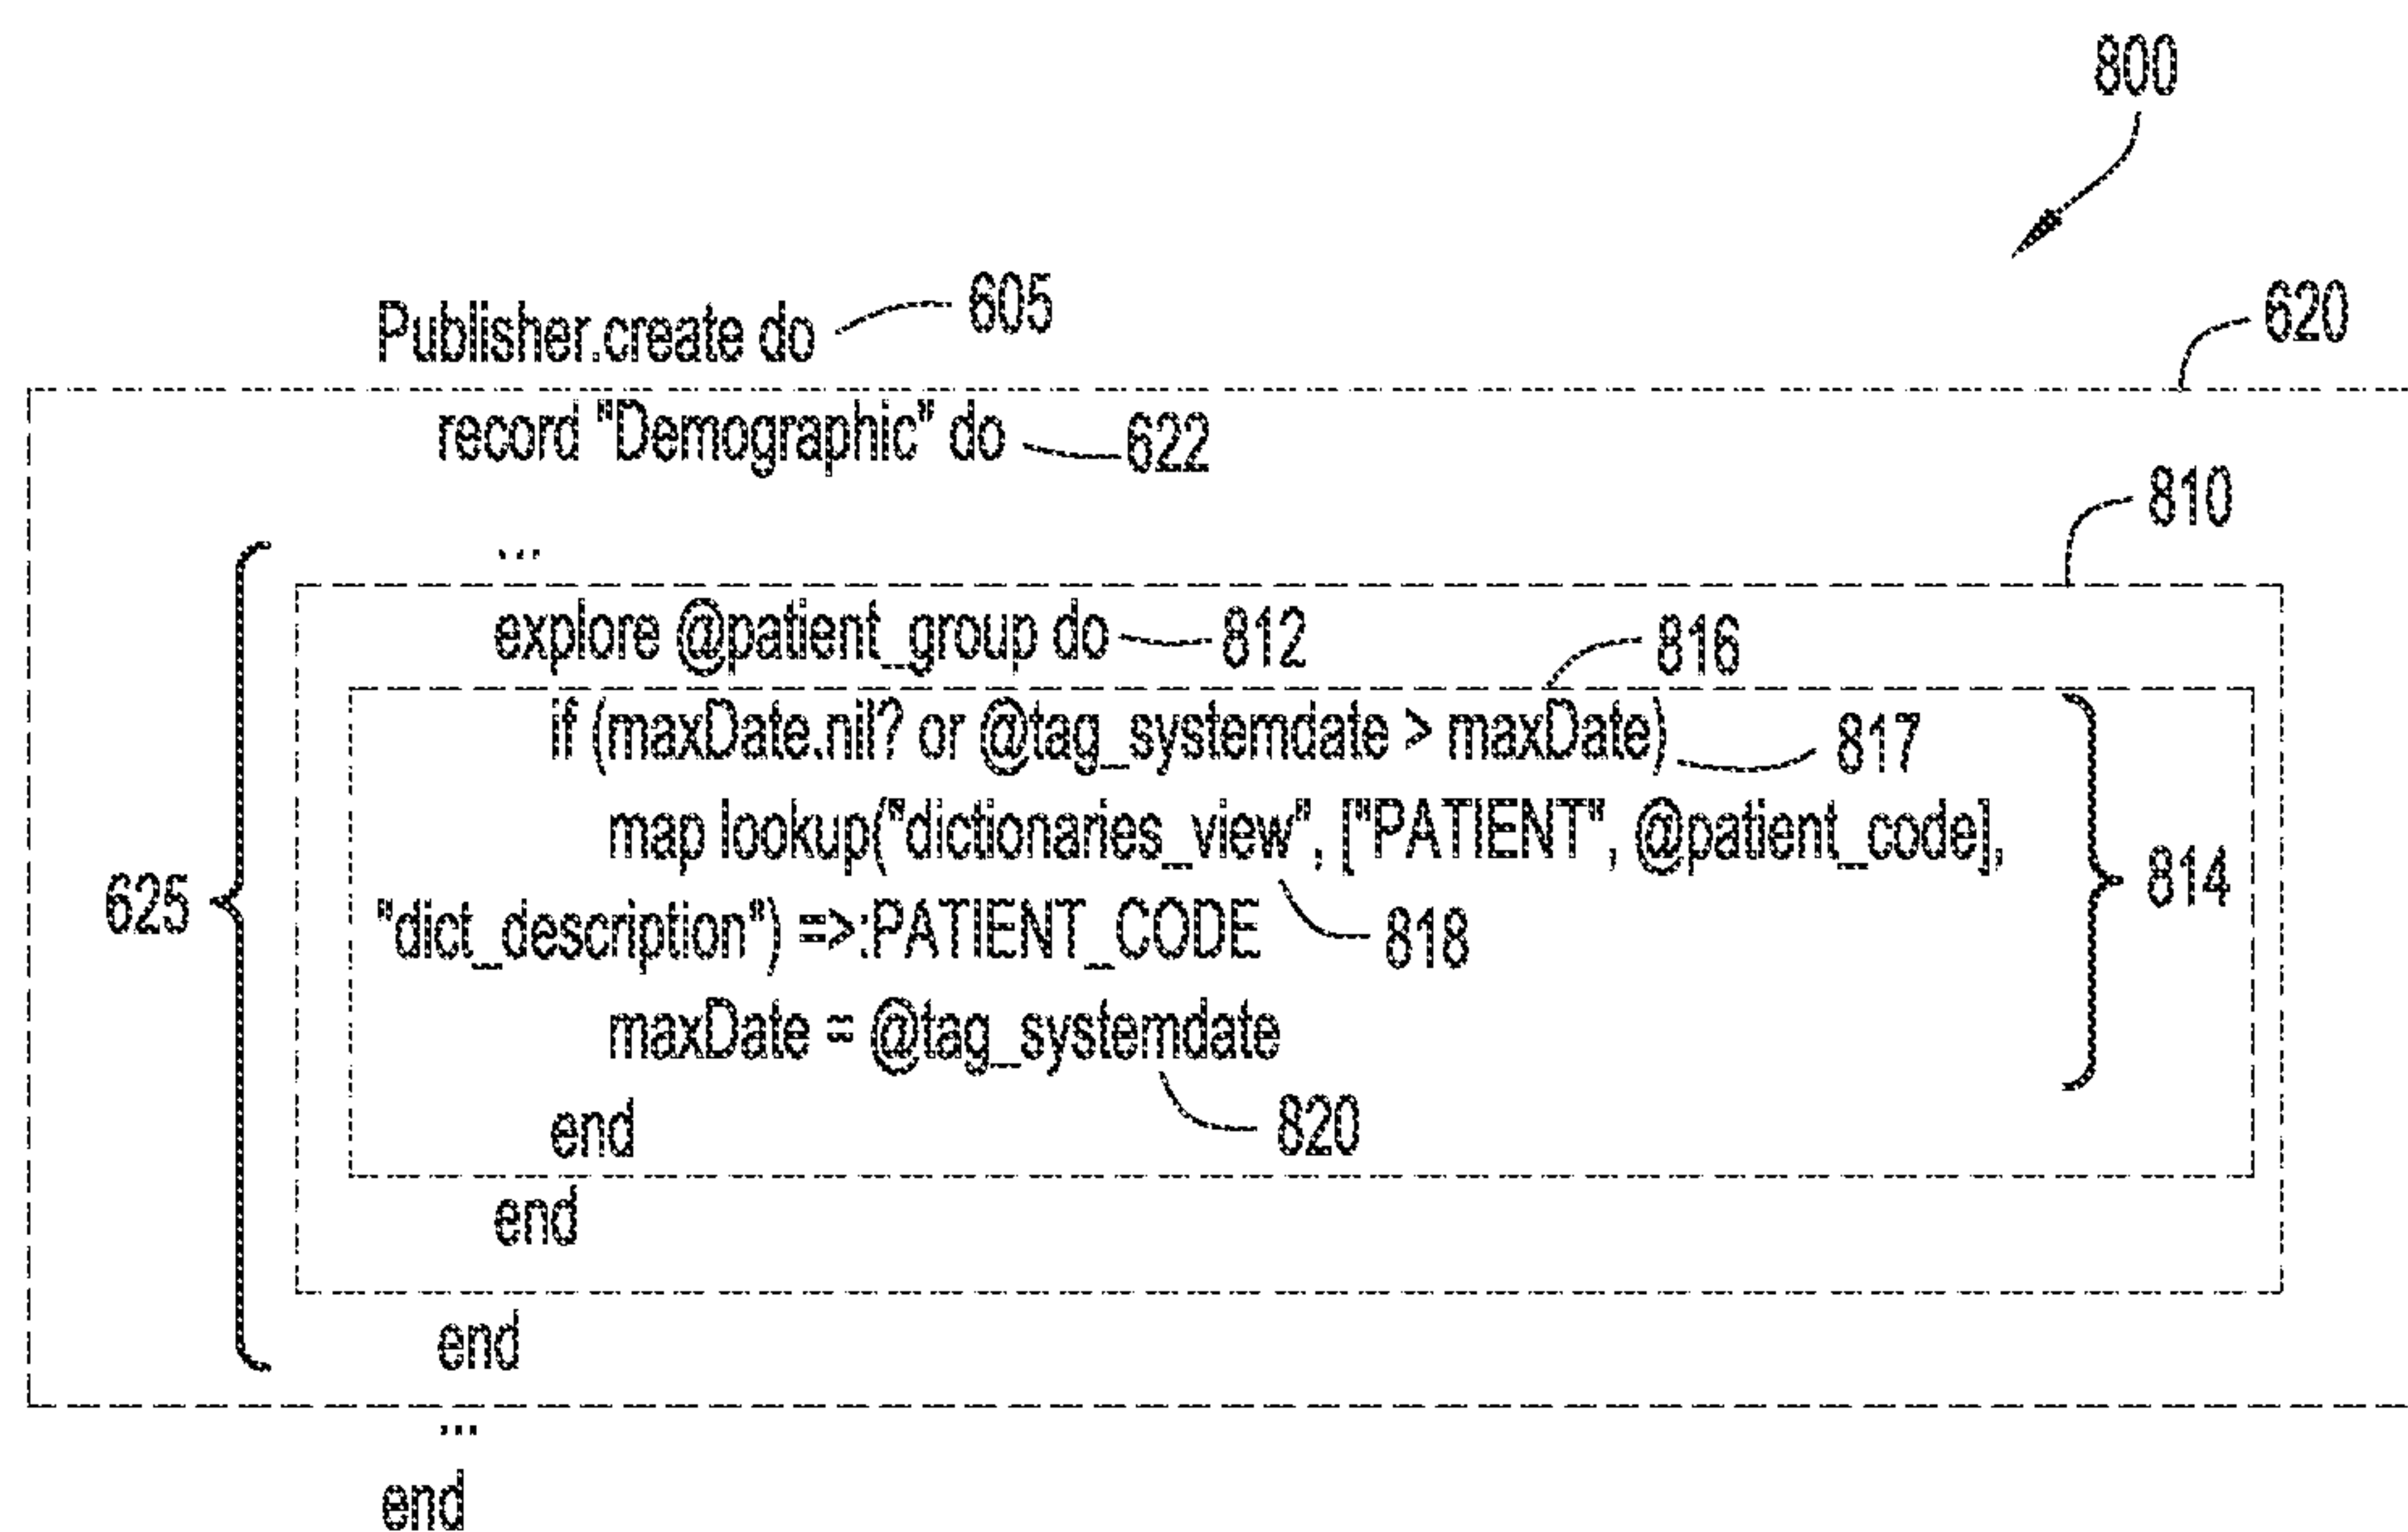 800
Publisher.create do 605
620
record "Demographic" do 622
810
...
explore @patient_group do 812
816
if (maxDate.nil? or @tag_systemdate > maxDate) 817
map lookup("dictionaries_view", ["PATIENT", @patient_code],
625
814
"dict_description") =>:PATIENT_CODE 818
maxDate = @tag_systemdate
end 820
end
end
...
end